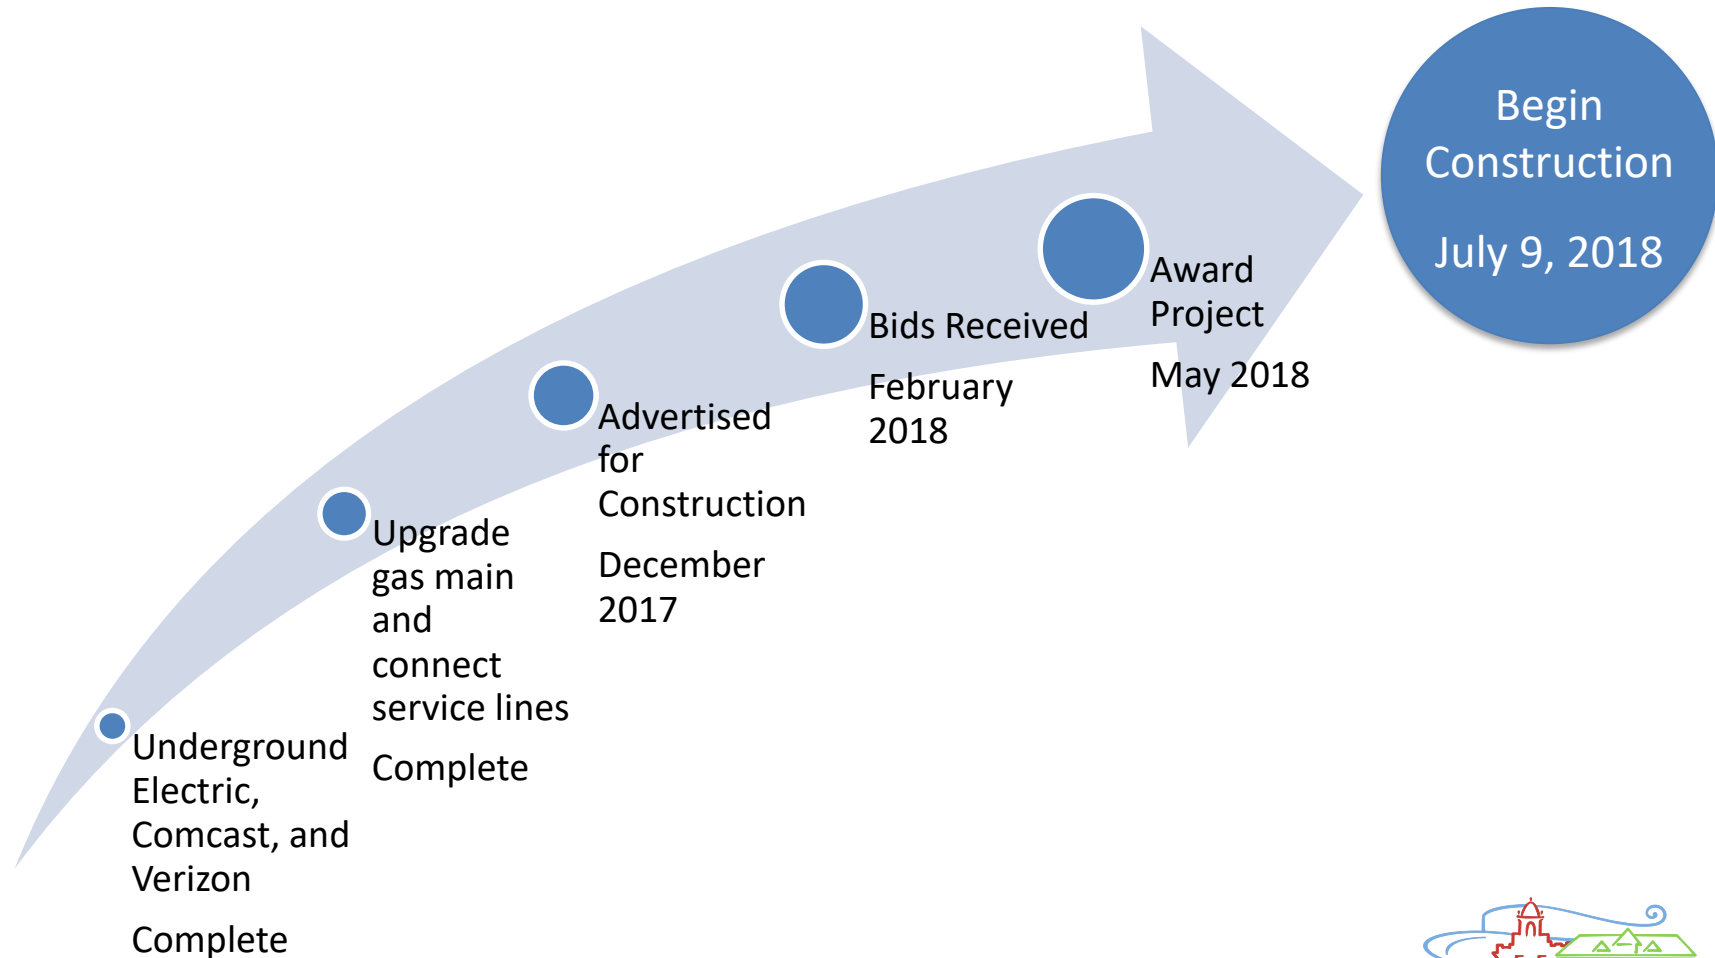 Underground
Electric,
Comcast, and
Verizon
Complete
Upgrade
gas main
and
connect
service lines
Complete
Advertised
for
Construction
December
2017
Bids Received
February
2018
Award
Project
May 2018
Begin
Construction
July 9, 2018